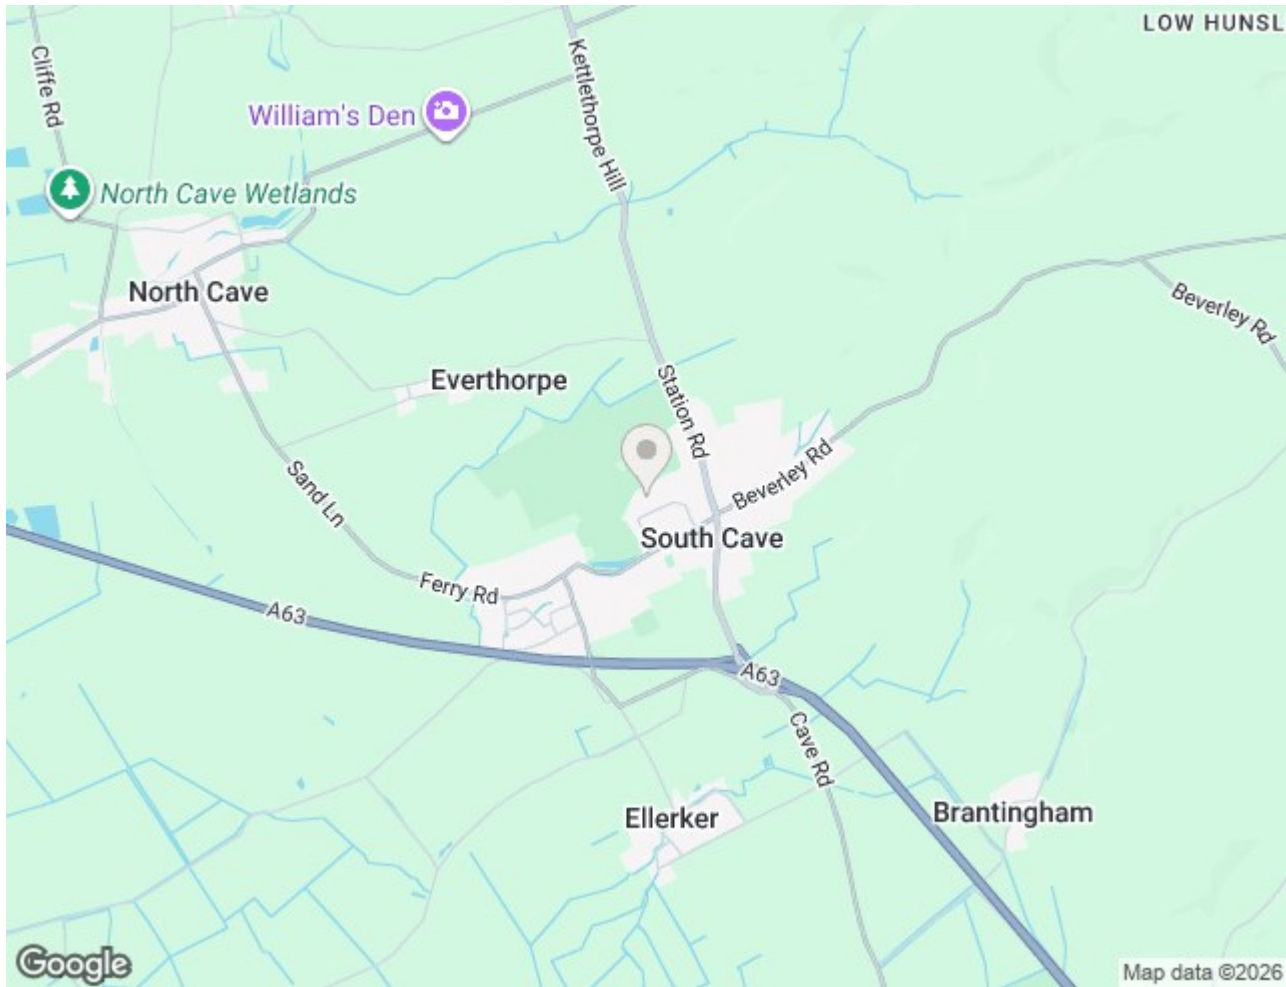 LOW HUNSL
Cliffe Rd
Kettlethorpe Hill
William's Den
North Cave Wetlands
North Cave
Beverley Rd
Everthorpe
Station Rd
Beverley Rd
Sand Ln
South Cave
Ferry Rd
A63
A63
Cave Rd
Ellerker
Brantingham
Google
Map data ©2026